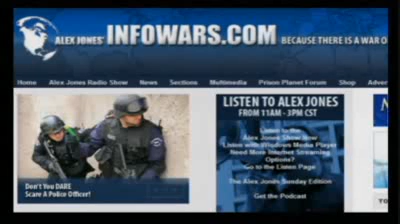 ALEX JONES' INFOWARS.COM BECAUSE THERE IS A WAR O
Home Alex Jones Radio Show News Sections Multimedia Prison Planet Forum Shop Adver
LISTEN TO ALEX JONES
FROM 11AM - 3PM CST
Listen to the
Alex Jones Show Now
Listen with Windows Media Player
Need More Internet Streaming
Options?
Go to the Listen Page
The Alex Jones Sunday Edition
Get the Podcast
Don't You DARE
Scare A Police Officer!
N
TO